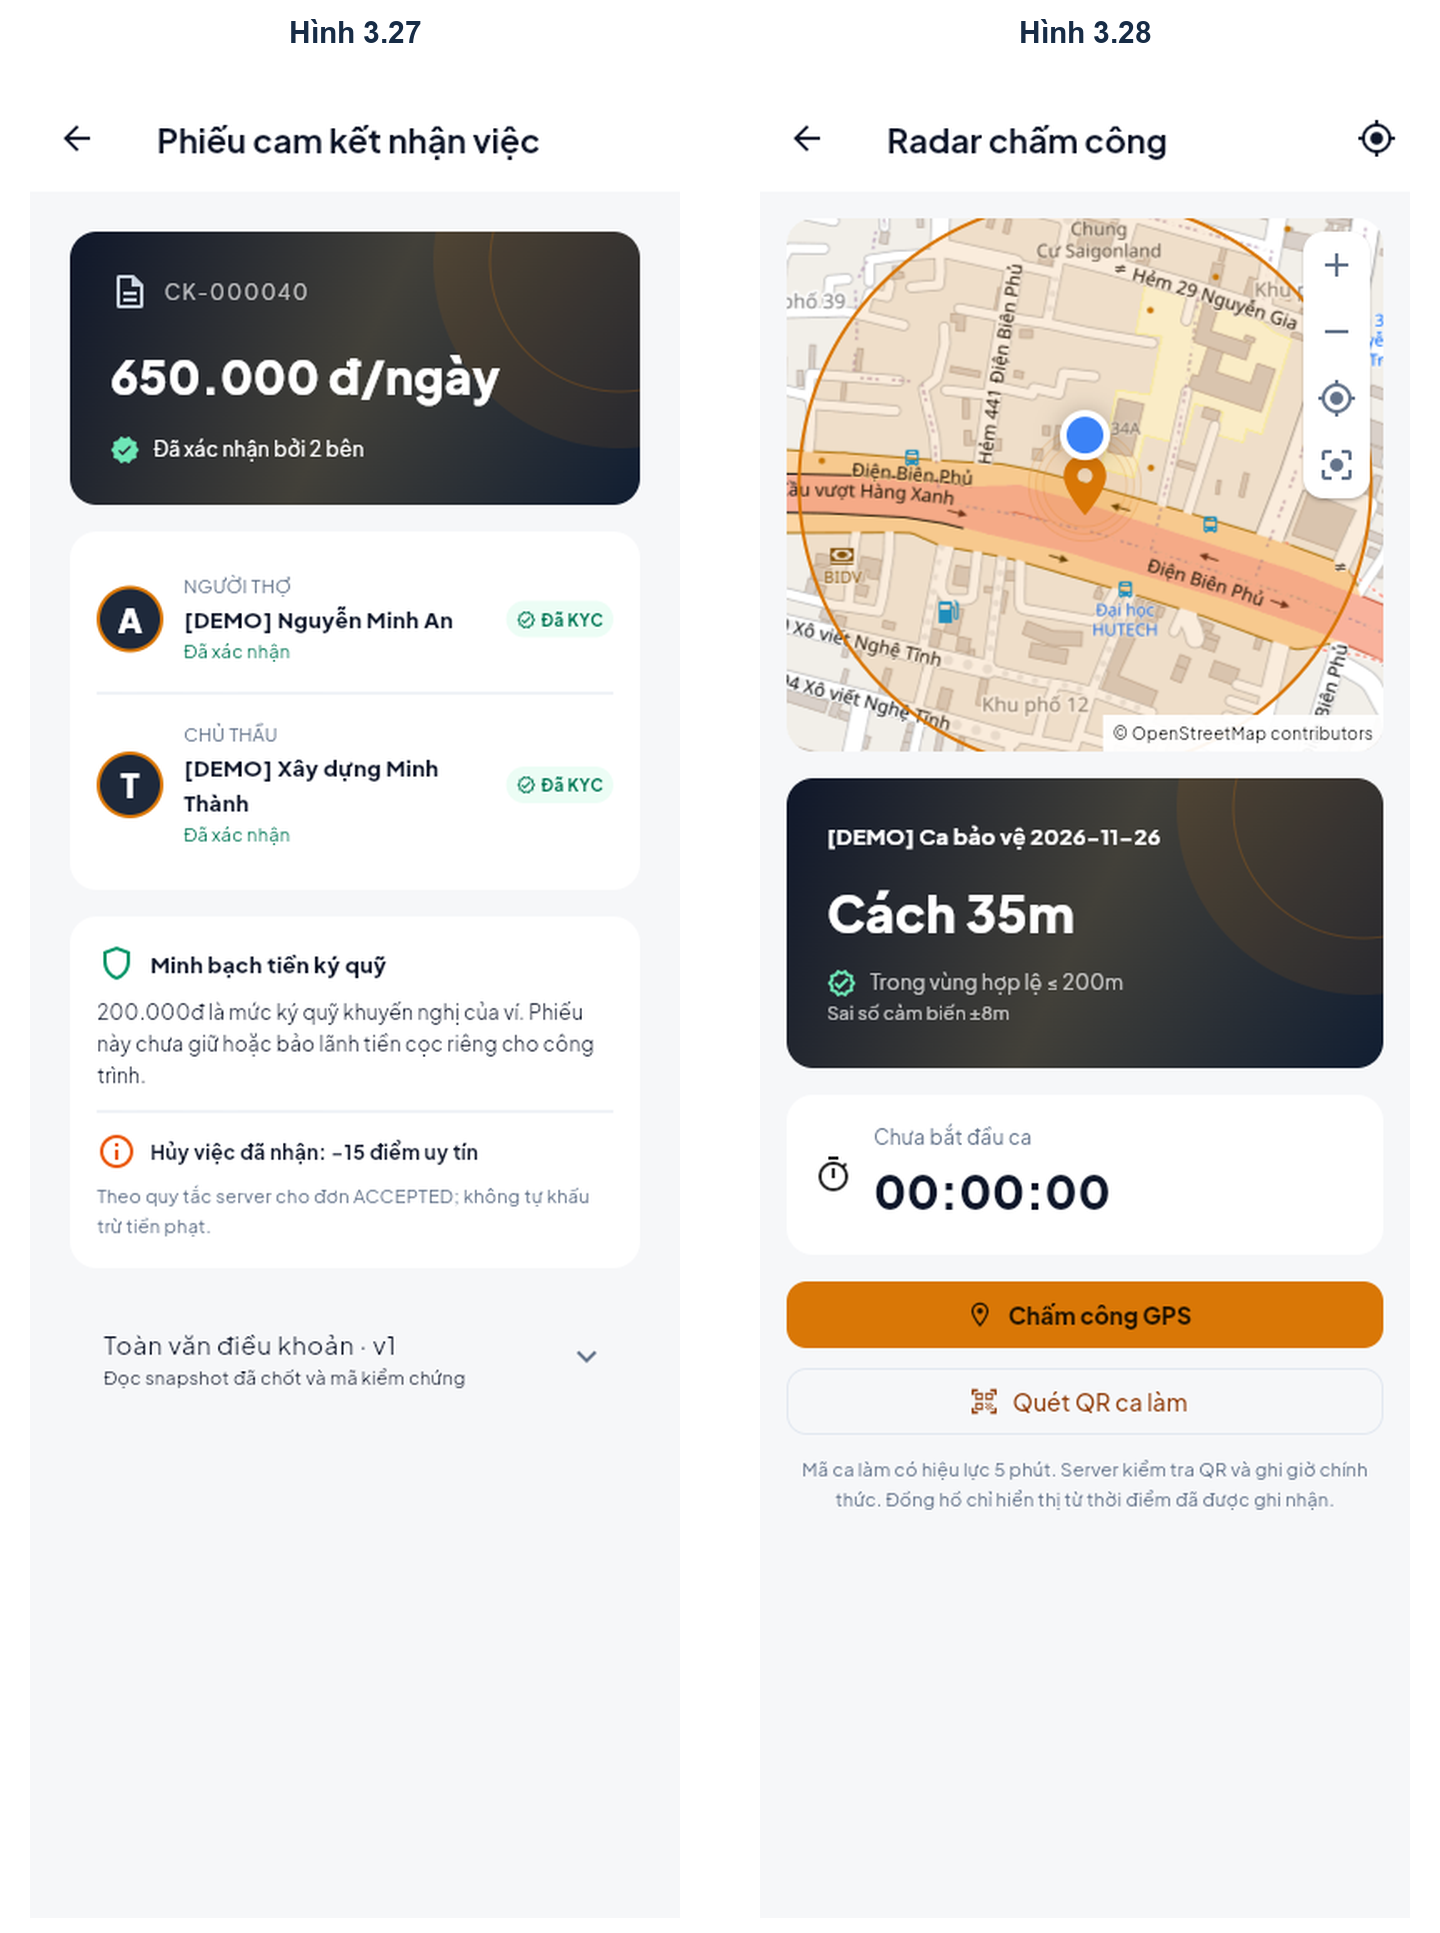 Hình 3.27
Phiếu cam kết nhận việc
CK-000040
650.000 đ/ngày
Đã xác nhận bởi 2 bên
A
NGƯỜI THỢ
[DEMO] Nguyễn Minh An
Đã xác nhận
Đã KYC
T
CHỦ THẦU
[DEMO] Xây dựng Minh
Thành
Đã xác nhận
Đã KYC
Minh bạch tiền ký quỹ
200.000đ là mức ký quỹ khuyến nghị của ví. Phiếu
này chưa giữ hoặc bảo lãnh tiền cọc riêng cho công
trình.
Hủy việc đã nhận: -15 điểm uy tín
Theo quy tắc server cho đơn ACCEPTED; không tự khấu
trừ tiền phạt.
Toàn văn điều khoản · v1
Đọc snapshot đã chốt và mã kiểm chứng
Hình 3.28
Radar chấm công
Chung
Cư Saigonland
Hẻm 29 Nguyễn Gia
Khu
phố 39
Hẻm 441 Điện Biên Phủ
34A
Điện Biên Phủ
ầu vượt Hàng Xanh
BIDV
Điện Biên Phủ
Đại học
HUTECH
Xô viết Nghệ Tĩnh
4 Xô viết Nghệ Tĩnh
Khu phố 12
Biên Phủ
© OpenStreetMap contributors
[DEMO] Ca bảo vệ 2026-11-26
Cách 35m
Trong vùng hợp lệ ≤ 200m
Sai số cảm biến ±8m
Chưa bắt đầu ca
00:00:00
Chấm công GPS
Quét QR ca làm
Mã ca làm có hiệu lực 5 phút. Server kiểm tra QR và ghi giờ chính
thức. Đồng hồ chỉ hiển thị từ thời điểm đã được ghi nhận.